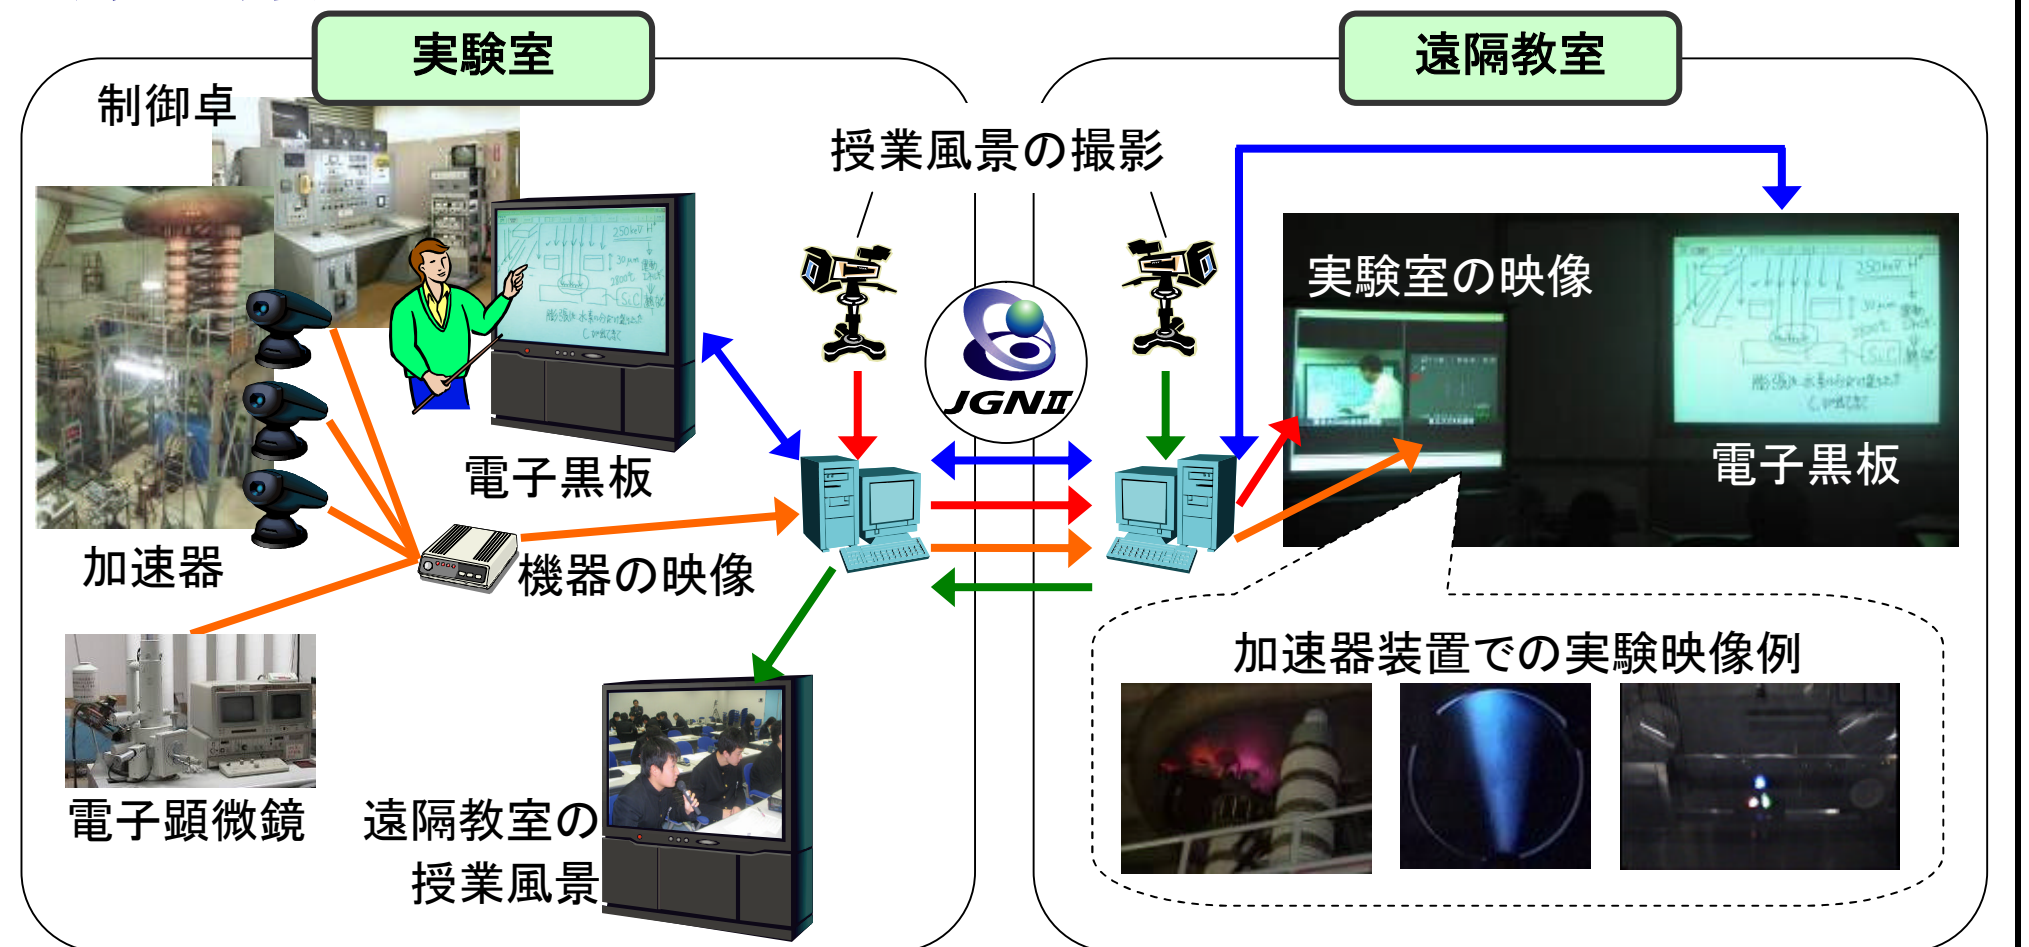 実験室
遠隔教室
制御卓
授業風景の撮影
実験室の映像
250keV H
30μm
SiC
電子黒板
JGNII
電子黒板
加速器
機器の映像
加速器装置での実験映像例
電子顕微鏡
遠隔教室の
授業風景